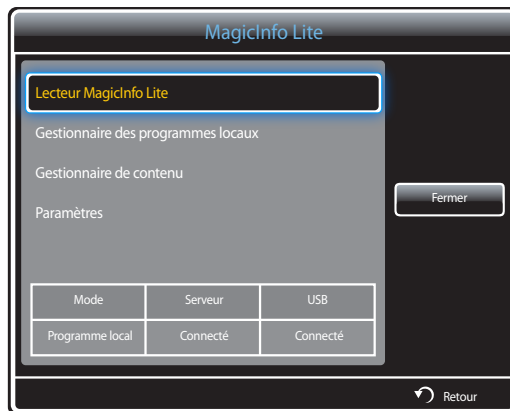 MagicInfo Lite
Lecteur MagicInfo Lite
Gestionnaire des programmes locaux
Gestionnaire de contenu
Paramètres
Fermer
Mode Serveur USB
Programme local Connecté Connecté
Retour